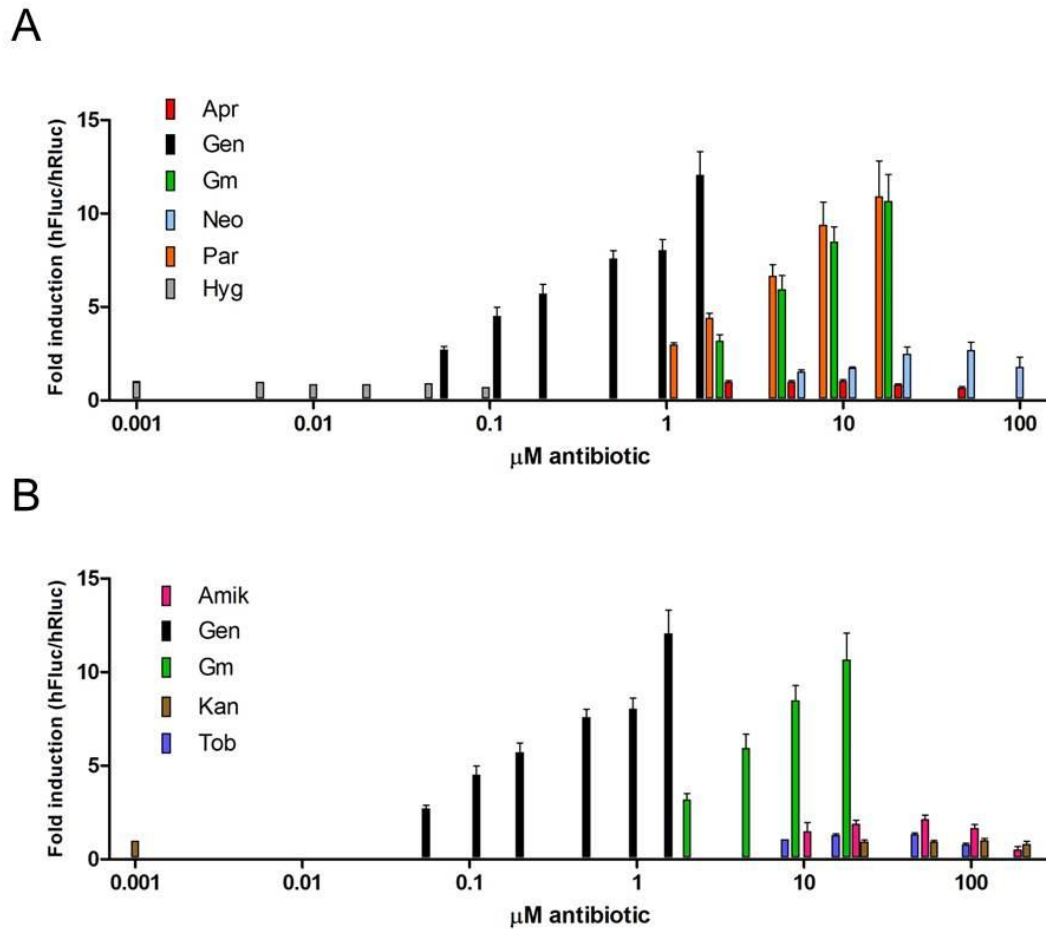 A
Fold induction (hFluc/hRluc)
15
10
5
0
Apr
Gen
Gm
Neo
Par
Hyg
0.001 0.01 0.1 1 10 100
µM antibiotic
B
Fold induction (hFluc/hRluc)
15
10
5
0
Amik
Gen
Gm
Kan
Tob
0.001 0.01 0.1 1 10 100
µM antibiotic